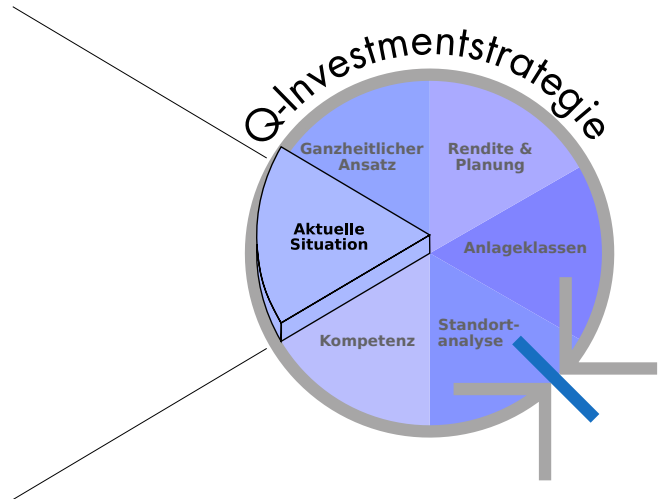 Q-Investmentstrategie
Ganzheitlicher
Ansatz
Rendite &
Planung
Aktuelle
Situation
Anlageklassen
Kompetenz
Standort-
analyse